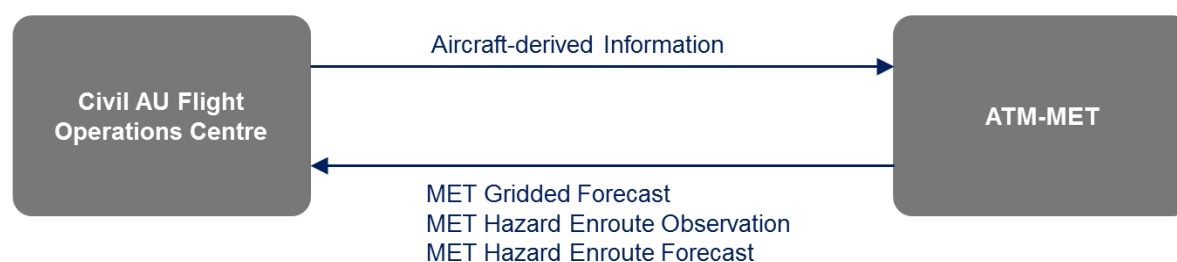 Aircraft-derived Information
Civil AU Flight
Operations Centre
ATM-MET
MET Gridded Forecast
MET Hazard Enroute Observation
MET Hazard Enroute Forecast